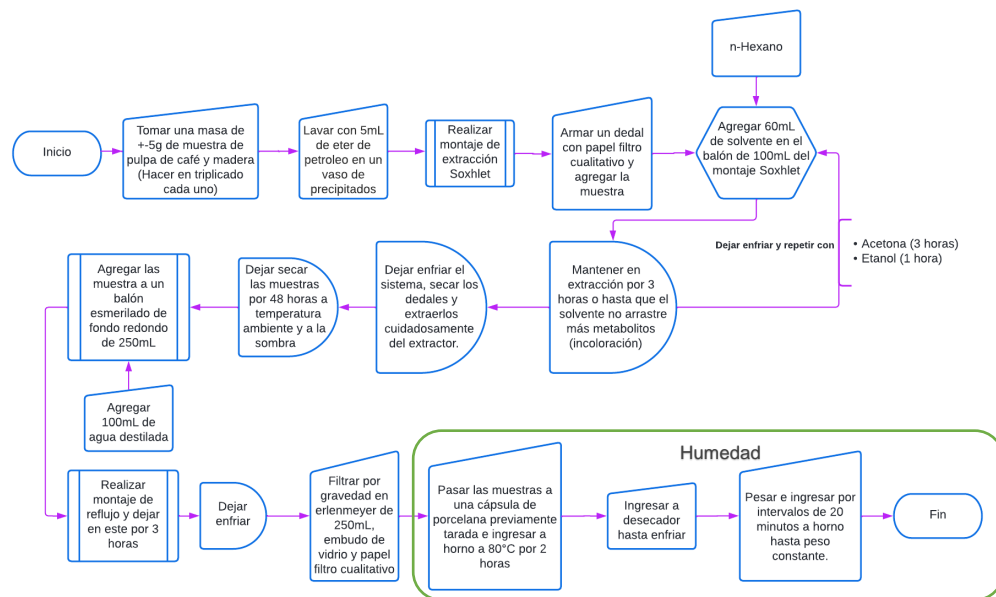 n-Hexano
Inicio
Tomar una masa de
+-5g de muestra de
pulpa de café y madera
(Hacer en triplicado
cada uno)
Lavar con 5mL
de eter de
petroleo en un
vaso de
precipitados
Realizar
montaje de
extracción
Soxhlet
Armar un dedal
con papel filtro
cualitativo y
agregar la
muestra
Agregar 60mL
de solvente en el
balón de 100mL del
montaje Soxhlet
Dejar enfriar y repetir con
• Acetona (3 horas)
• Etanol (1 hora)
Mantener en
extracción por 3
horas o hasta que el
solvente no arrastre
más metabolitos
(incoloración)
Dejar enfriar el
sistema, secar los
dedales y
extraerlos
cuidadosamente
del extractor.
Dejar secar
las muestras
por 48 horas a
temperatura
ambiente y a la
sombra
Agregar las
muestra a un
balón
esmerilado de
fondo redondo
de 250mL
Agregar
100mL de
agua destilada
Realizar
montaje de
reflujo y dejar
en este por 3
horas
Dejar
enfriar
Filtrar por
gravedad en
erlenmeyer de
250mL,
embudo de
vidrio y papel
filtro cualitativo
Humedad
Pasar las muestras a
una cápsula de
porcelana previamente
tarada e ingresar a
horno a 80°C por 2
horas
Ingresar a
desecador
hasta enfriar
Pesar e ingresar por
intervalos de 20
minutos a horno
hasta peso
constante.
Fin